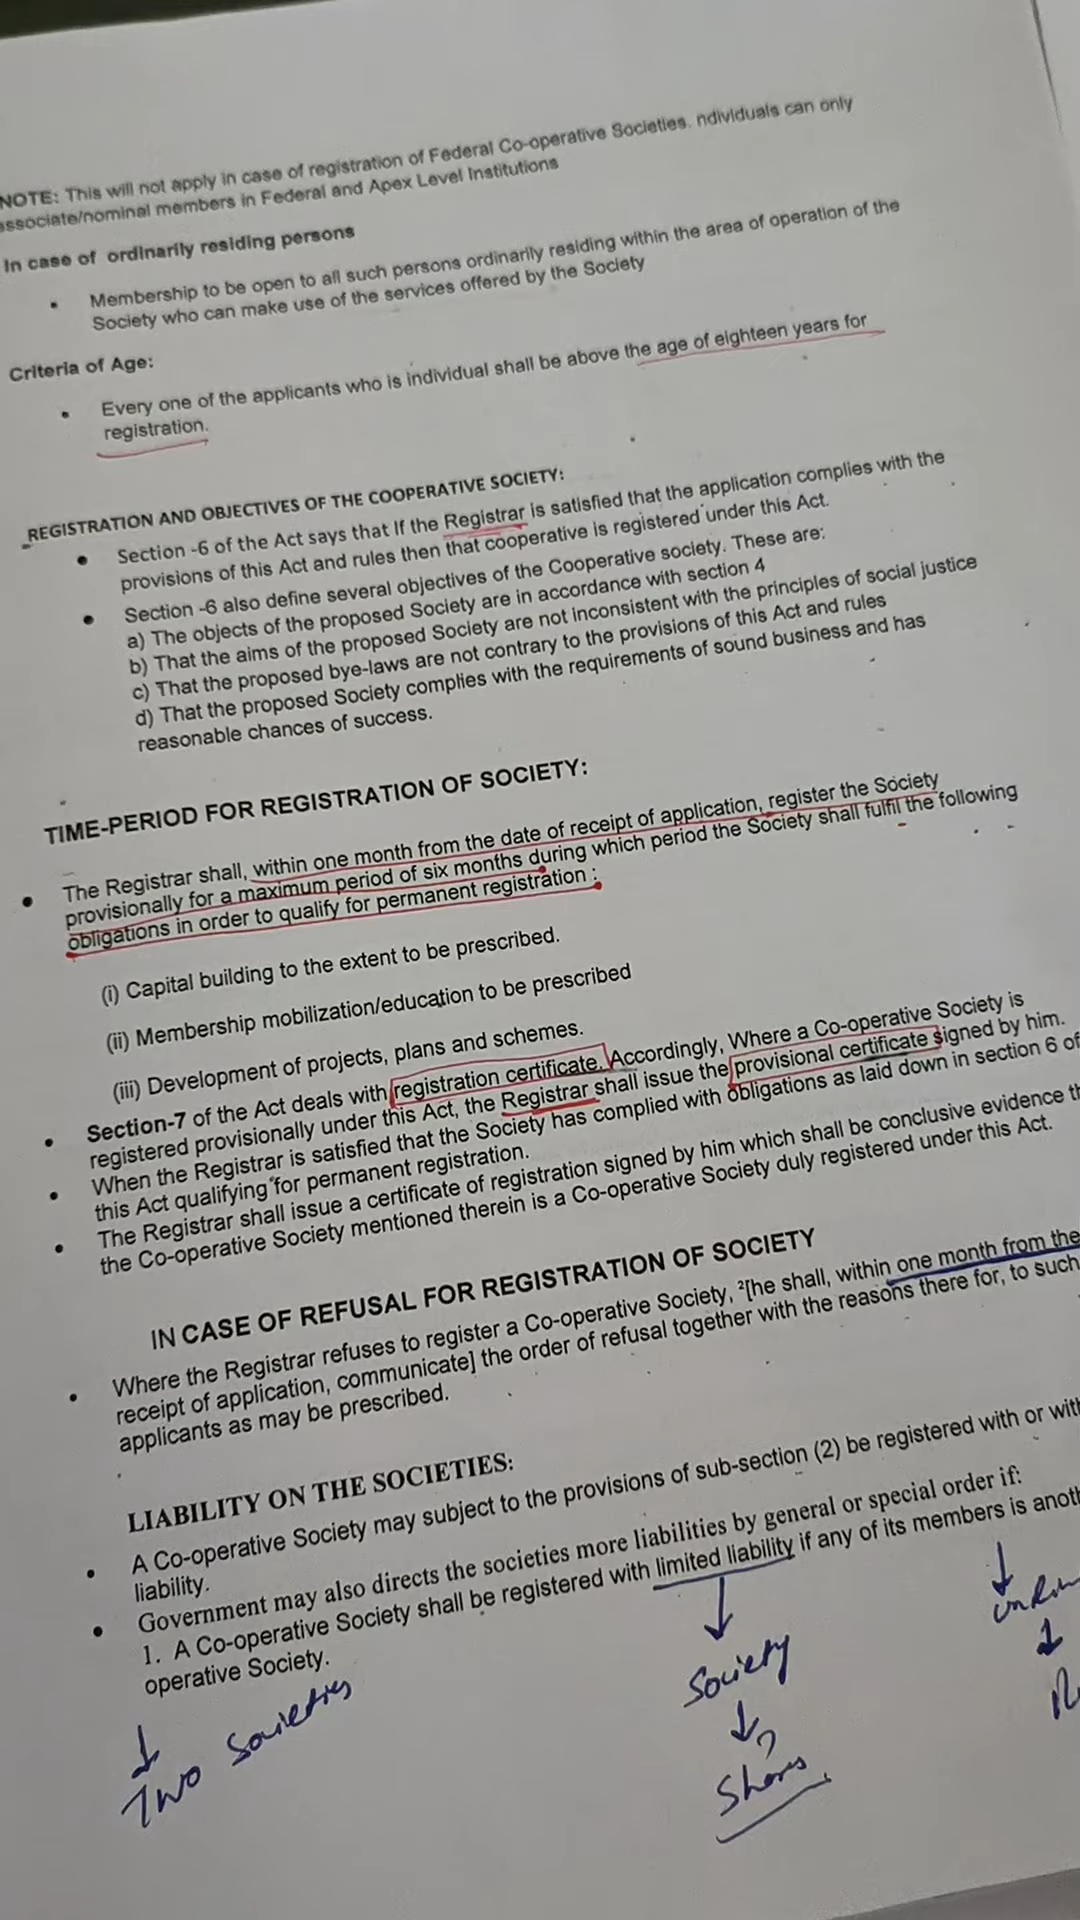 NOTE: This will not apply in case of registration of Federal Co-operative Societies. ndividuals can only
associate/nominal members in Federal and Apex Level Institutions
In case of ordinarily residing persons
• Membership to be open to all such persons ordinarily residing within the area of operation of the
Society who can make use of the services offered by the Society
Criteria of Age:
• Every one of the applicants who is individual shall be above the age of eighteen years for
registration.
REGISTRATION AND OBJECTIVES OF THE COOPERATIVE SOCIETY:
• Section -6 of the Act says that If the Registrar is satisfied that the application complies with the
provisions of this Act and rules then that cooperative is registered under this Act.
• Section -6 also define several objectives of the Cooperative society. These are:
a) The objects of the proposed Society are in accordance with section 4
b) That the aims of the proposed Society are not inconsistent with the principles of social justice
c) That the proposed bye-laws are not contrary to the provisions of this Act and rules
d) That the proposed Society complies with the requirements of sound business and has
reasonable chances of success.
TIME-PERIOD FOR REGISTRATION OF SOCIETY:
• The Registrar shall, within one month from the date of receipt of application, register the Society
provisionally for a maximum period of six months during which period the Society shall fulfil the following
obligations in order to qualify for permanent registration :
(i) Capital building to the extent to be prescribed.
(ii) Membership mobilization/education to be prescribed
(iii) Development of projects, plans and schemes.
• Section-7 of the Act deals with registration certificate. Accordingly, Where a Co-operative Society is
registered provisionally under this Act, the Registrar shall issue the provisional certificate signed by him.
• When the Registrar is satisfied that the Society has complied with obligations as laid down in section 6 of
this Act qualifying for permanent registration.
• The Registrar shall issue a certificate of registration signed by him which shall be conclusive evidence
the Co-operative Society mentioned therein is a Co-operative Society duly registered under this Act.
IN CASE OF REFUSAL FOR REGISTRATION OF SOCIETY
• Where the Registrar refuses to register a Co-operative Society, ²[he shall, within one month from the
receipt of application, communicate] the order of refusal together with the reasons there for, to such
applicants as may be prescribed.
LIABILITY ON THE SOCIETIES:
• A Co-operative Society may subject to the provisions of sub-section (2) be registered with or
liability.
• Government may also directs the societies more liabilities by general or special order if:
1. A Co-operative Society shall be registered with limited liability if any of its members is
operative Society.
Two Societies
Society
Shares